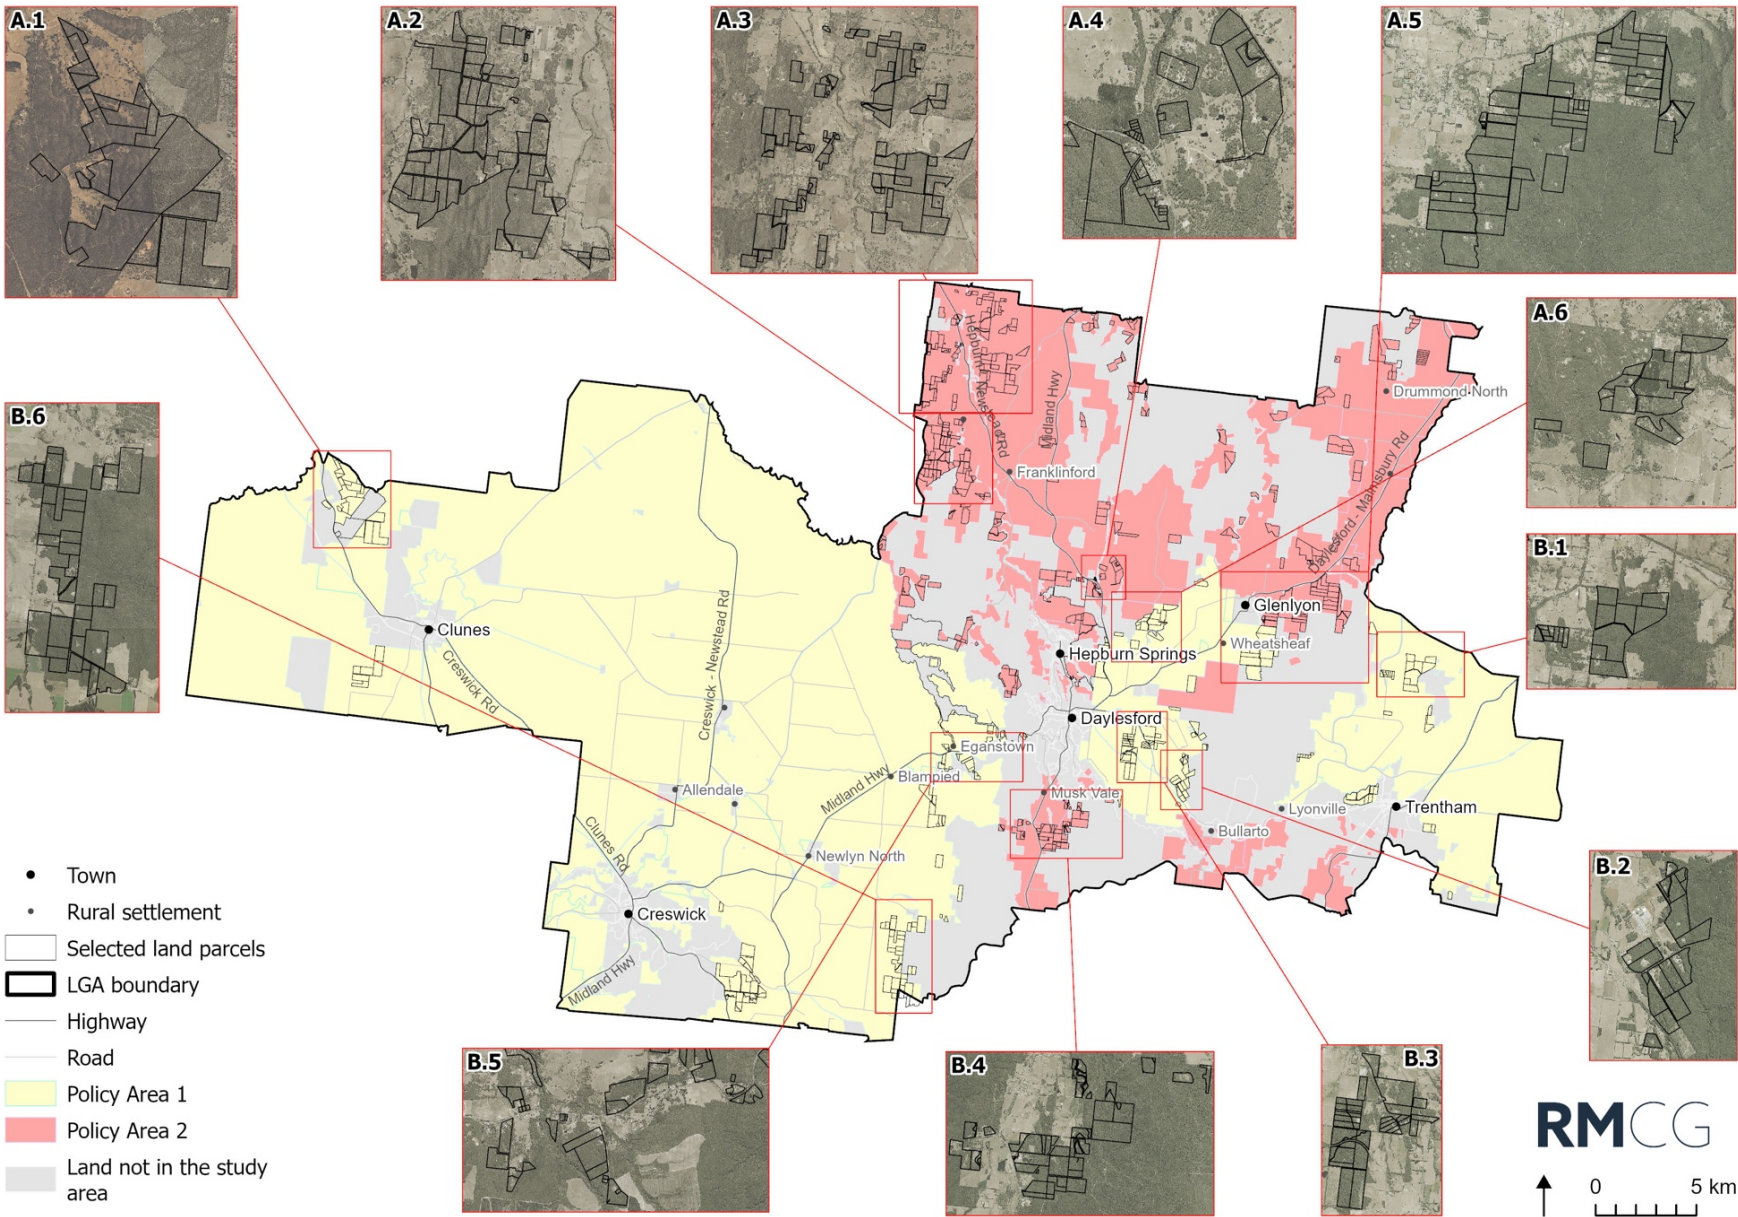 A.1
A.2
A.3
A.4
A.5
A.6
B.6
B.1
Hepburn - Newstead Rd
Midland Hwy
Drummond North
Franklinford
Daylesford - Malmsbury Rd
Clunes
Creswick Rd
Creswick - Newstead Rd
Glenlyon
Wheatsheaf
Hepburn Springs
Daylesford
Eganstown
Blampied
Midland Hwy
Allendale
Musk Vale
Lyonville
Trentham
Bullarto
Clunes Rd
Newlyn North
Creswick
Midland Hwy
B.2
B.5
B.4
B.3
Town
Rural settlement
Selected land parcels
LGA boundary
Highway
Road
Policy Area 1
Policy Area 2
Land not in the study
area
RMCG
0 5 km